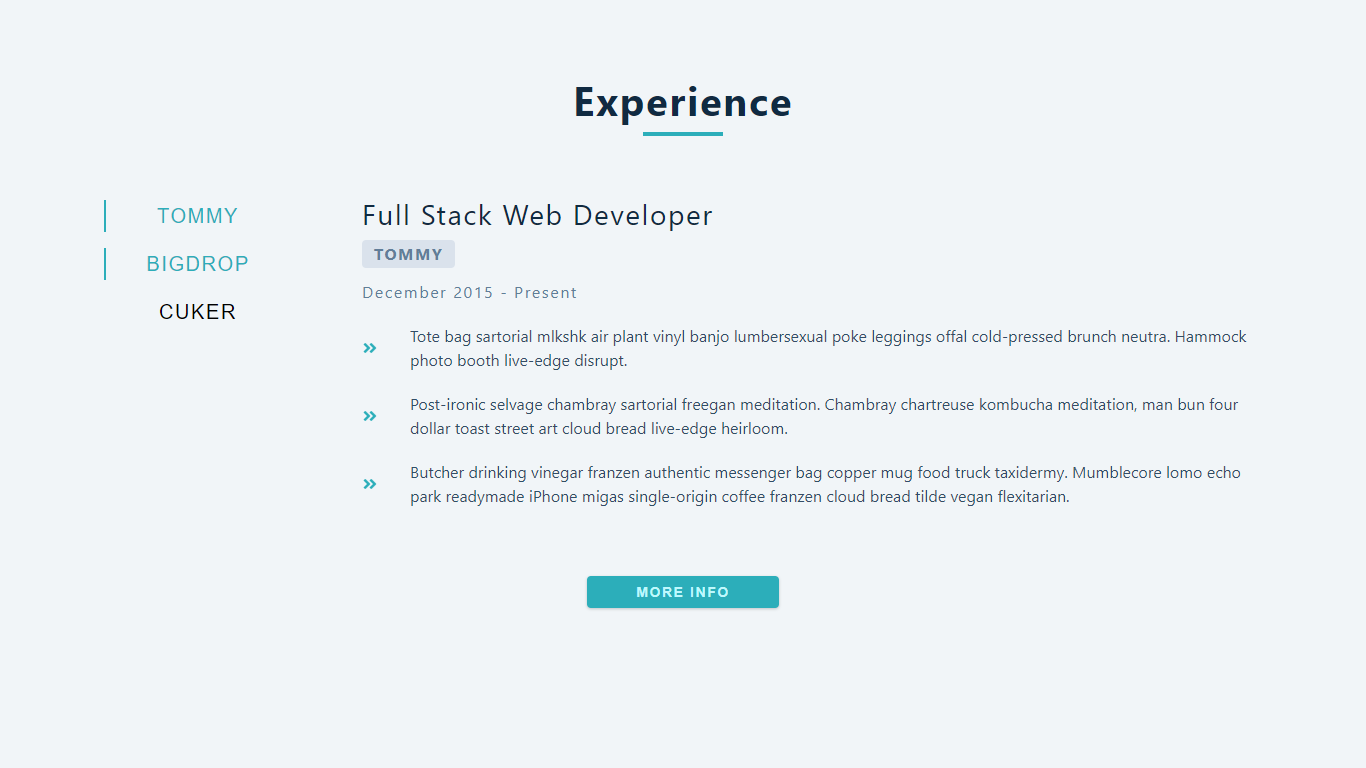 Experience
TOMMY
BIGDROP
CUKER
Full Stack Web Developer
TOMMY
December 2015 - Present
Tote bag sartorial mlkshk air plant vinyl banjo lumbersexual poke leggings offal cold-pressed brunch neutra. Hammock
photo booth live-edge disrupt.
Post-ironic selvage chambray sartorial freegan meditation. Chambray chartreuse kombucha meditation, man bun four
dollar toast street art cloud bread live-edge heirloom.
Butcher drinking vinegar franzen authentic messenger bag copper mug food truck taxidermy. Mumblecore lomo echo
park readymade iPhone migas single-origin coffee franzen cloud bread tilde vegan flexitarian.
MORE INFO